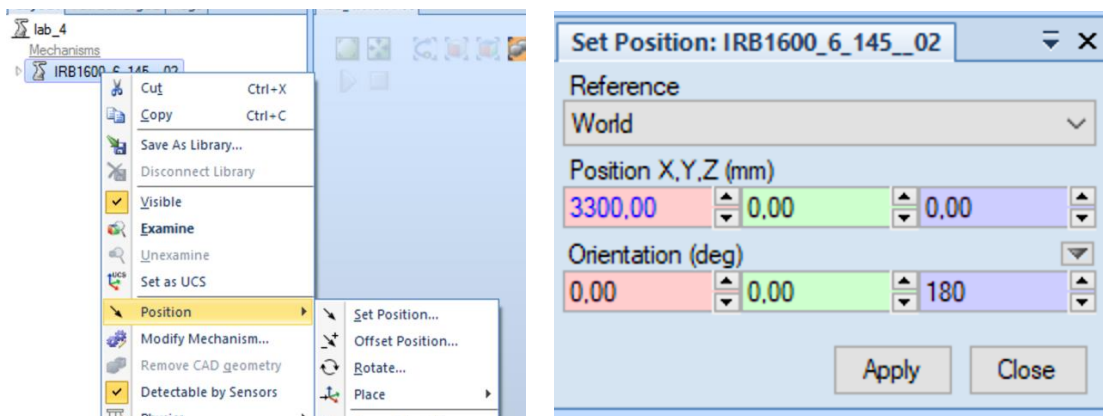 lab_4
Mechanisms
IRB1600_6_145__02
Cut Ctrl+X
Copy Ctrl+C
Save As Library...
Disconnect Library
Visible
Examine
Unexamine
UCS
Set as UCS
Position
Modify Mechanism...
Remove CAD geometry
Detectable by Sensors
Set Position...
Offset Position...
Rotate...
Place
Set Position: IRB1600_6_145__02
Reference
World
Position X,Y,Z (mm)
3300,00 0,00 0,00
Orientation (deg)
0,00 0,00 180
Apply Close